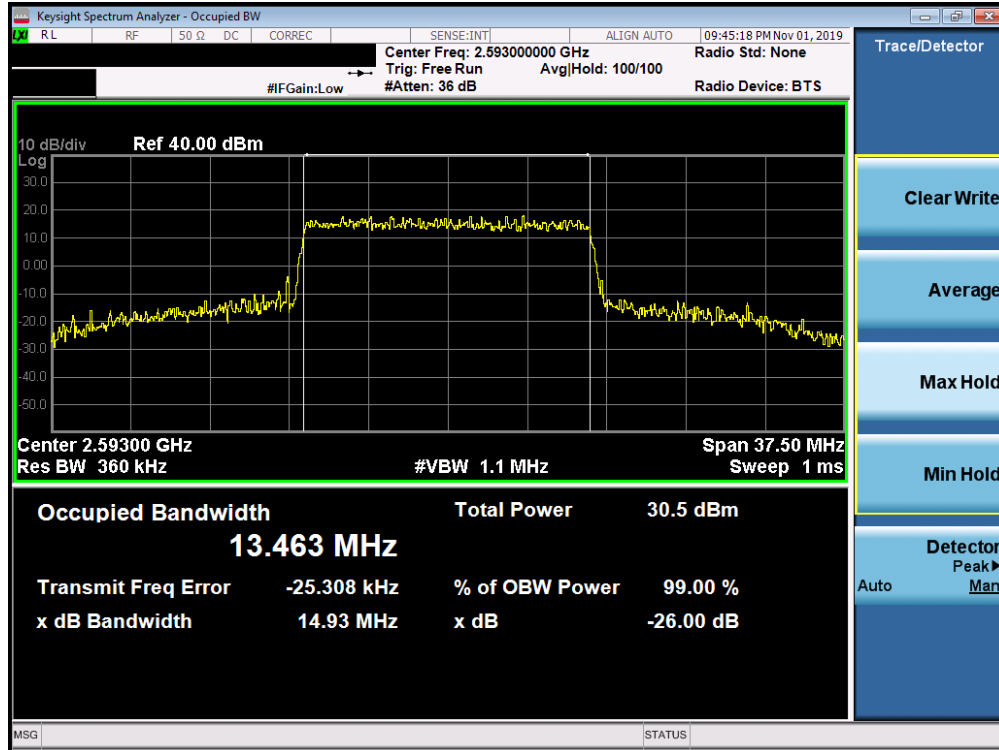 Keysight Spectrum Analyzer - Occupied BW
LXI RL RF 50 Ω DC CORREC SENSE:INT ALIGN AUTO 09:45:18 PM Nov 01, 2019
Center Freq: 2.593000000 GHz Radio Std: None
Trig: Free Run Avg|Hold: 100/100
#IFGain:Low #Atten: 36 dB Radio Device: BTS
Trace/Detector
10 dB/div Ref 40.00 dBm
Log
30.0
20.0
10.0
0.00
-10.0
-20.0
-30.0
-40.0
-50.0
Center 2.59300 GHz Span 37.50 MHz
Res BW 360 kHz #VBW 1.1 MHz Sweep 1 ms
Occupied Bandwidth Total Power 30.5 dBm
13.463 MHz
Transmit Freq Error -25.308 kHz % of OBW Power 99.00 %
x dB Bandwidth 14.93 MHz x dB -26.00 dB
Clear Write
Average
Max Hold
Min Hold
Detector
Peak▶
Auto Man
MSG STATUS